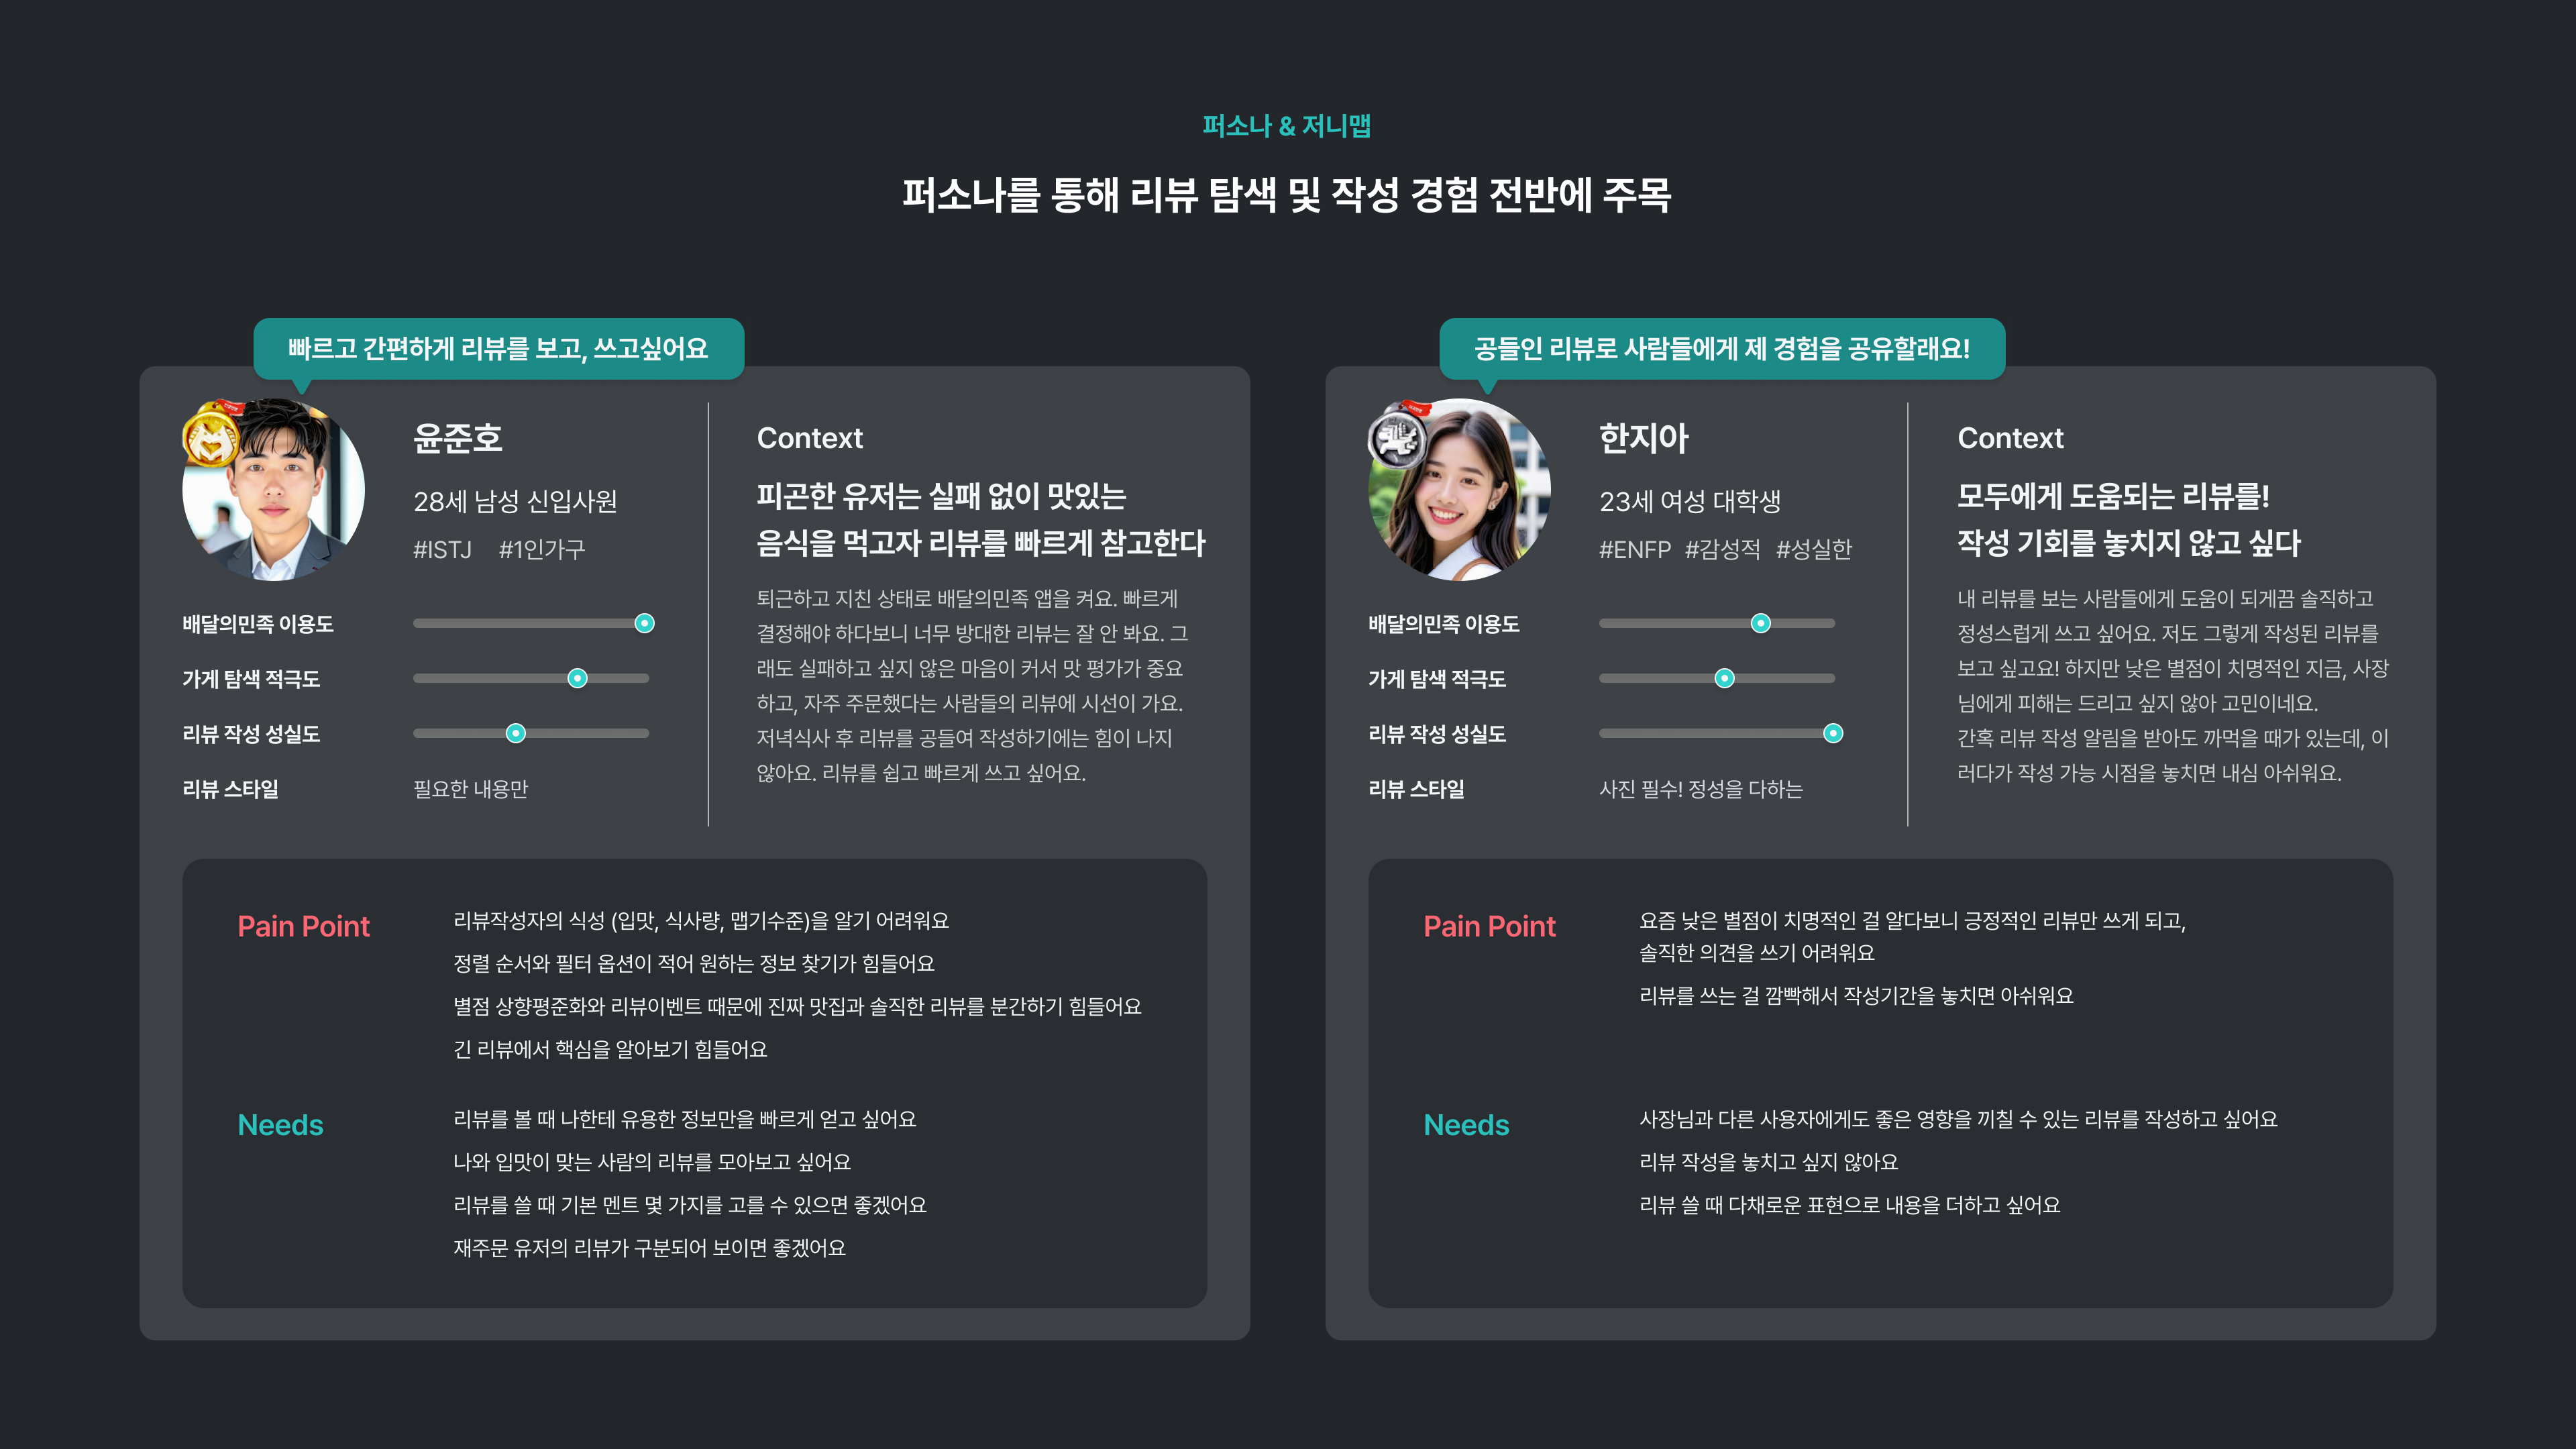 퍼소나 & 저니맵
퍼소나를 통해 리뷰 탐색 및 작성 경험 전반에 주목
빠르고 간편하게 리뷰를 보고, 쓰고싶어요
윤준호
28세 남성 신입사원
#ISTJ #1인가구
배달의민족 이용도
가게 탐색 적극도
리뷰 작성 성실도
리뷰 스타일 필요한 내용만
Context
피곤한 유저는 실패 없이 맛있는
음식을 먹고자 리뷰를 빠르게 참고한다
퇴근하고 지친 상태로 배달의민족 앱을 켜요. 빠르게
결정해야 하다보니 너무 방대한 리뷰는 잘 안 봐요. 그
래도 실패하고 싶지 않은 마음이 커서 맛 평가가 중요
하고, 자주 주문했다는 사람들의 리뷰에 시선이 가요.
저녁식사 후 리뷰를 공들여 작성하기에는 힘이 나지
않아요. 리뷰를 쉽고 빠르게 쓰고 싶어요.
Pain Point
리뷰작성자의 식성 (입맛, 식사량, 맵기수준)을 알기 어려워요
정렬 순서와 필터 옵션이 적어 원하는 정보 찾기가 힘들어요
별점 상향평준화와 리뷰이벤트 때문에 진짜 맛집과 솔직한 리뷰를 분간하기 힘들어요
긴 리뷰에서 핵심을 알아보기 힘들어요
Needs
리뷰를 볼 때 나한테 유용한 정보만을 빠르게 얻고 싶어요
나와 입맛이 맞는 사람의 리뷰를 모아보고 싶어요
리뷰를 쓸 때 기본 멘트 몇 가지를 고를 수 있으면 좋겠어요
재주문 유저의 리뷰가 구분되어 보이면 좋겠어요
공들인 리뷰로 사람들에게 제 경험을 공유할래요!
한지아
23세 여성 대학생
#ENFP #감성적 #성실한
배달의민족 이용도
가게 탐색 적극도
리뷰 작성 성실도
리뷰 스타일 사진 필수! 정성을 다하는
Context
모두에게 도움되는 리뷰를!
작성 기회를 놓치지 않고 싶다
내 리뷰를 보는 사람들에게 도움이 되게끔 솔직하고
정성스럽게 쓰고 싶어요. 저도 그렇게 작성된 리뷰를
보고 싶고요! 하지만 낮은 별점이 치명적인 지금, 사장
님에게 피해는 드리고 싶지 않아 고민이네요.
간혹 리뷰 작성 알림을 받아도 까먹을 때가 있는데, 이
러다가 작성 가능 시점을 놓치면 내심 아쉬워요.
Pain Point
요즘 낮은 별점이 치명적인 걸 알다보니 긍정적인 리뷰만 쓰게 되고,
솔직한 의견을 쓰기 어려워요
리뷰를 쓰는 걸 깜빡해서 작성기간을 놓치면 아쉬워요
Needs
사장님과 다른 사용자에게도 좋은 영향을 끼칠 수 있는 리뷰를 작성하고 싶어요
리뷰 작성을 놓치고 싶지 않아요
리뷰 쓸 때 다채로운 표현으로 내용을 더하고 싶어요